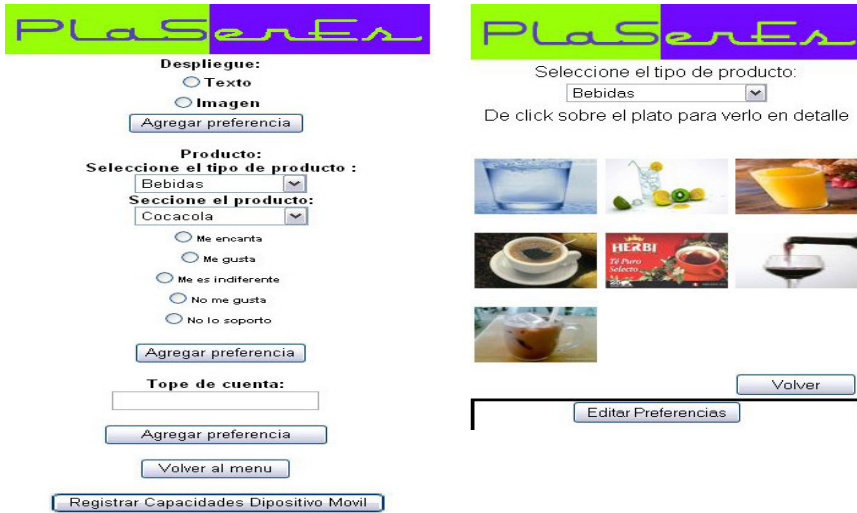 PLaSerEs
Despliegue:
Texto
Imagen
Agregar preferencia
Producto:
Seleccione el tipo de producto :
Bebidas
Seccione el producto:
Cocacola
Me encanta
Me gusta
Me es indiferente
No me gusta
No lo soporto
Agregar preferencia
Tope de cuenta:
Agregar preferencia
Volver al menu
Registrar Capacidades Dipositivo Movil
PLaSerEs
Seleccione el tipo de producto:
Bebidas
De click sobre el plato para verlo en detalle
HERBI
Té Puro
Selecto
Volver
Editar Preferencias